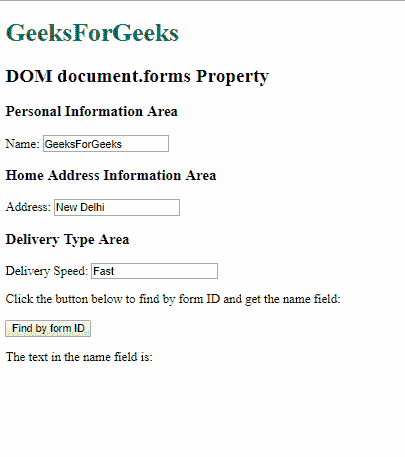 GeeksForGeeks
DOM document.forms Property
Personal Information Area
Name: GeeksForGeeks
Home Address Information Area
Address: New Delhi
Delivery Type Area
Delivery Speed: Fast
Click the button below to find by form ID and get the name field:
Find by form ID
The text in the name field is: